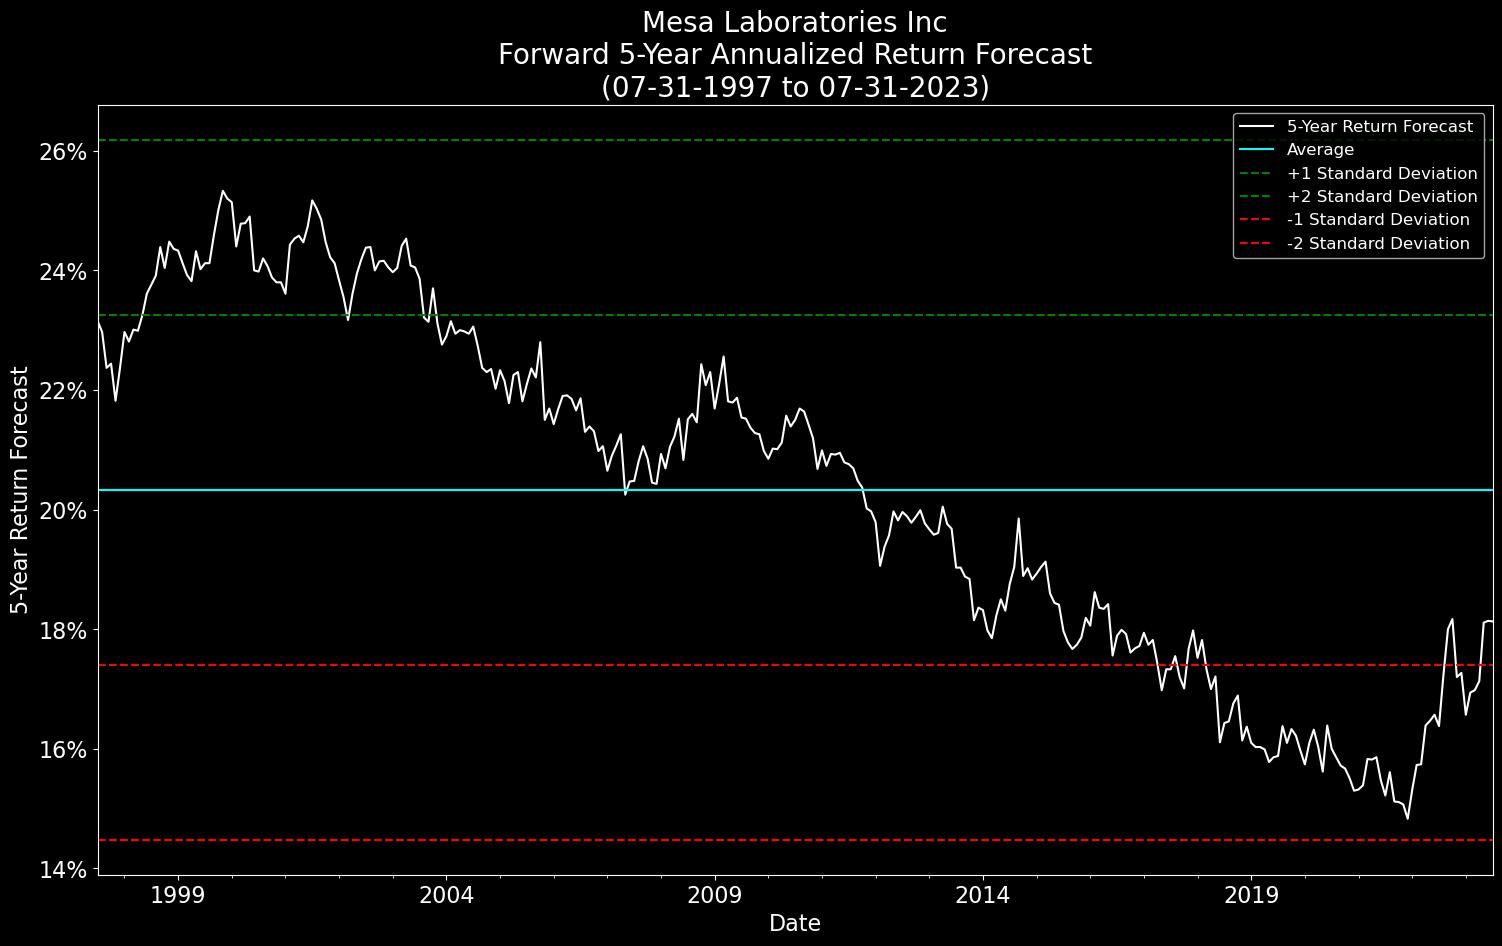 Mesa Laboratories Inc
Forward 5-Year Annualized Return Forecast
(07-31-1997 to 07-31-2023)
5-Year Return Forecast
Average
+1 Standard Deviation
+2 Standard Deviation
-1 Standard Deviation
-2 Standard Deviation
26%
24%
22%
20%
18%
16%
14%
5-Year Return Forecast
1999
2004
2009
2014
2019
Date